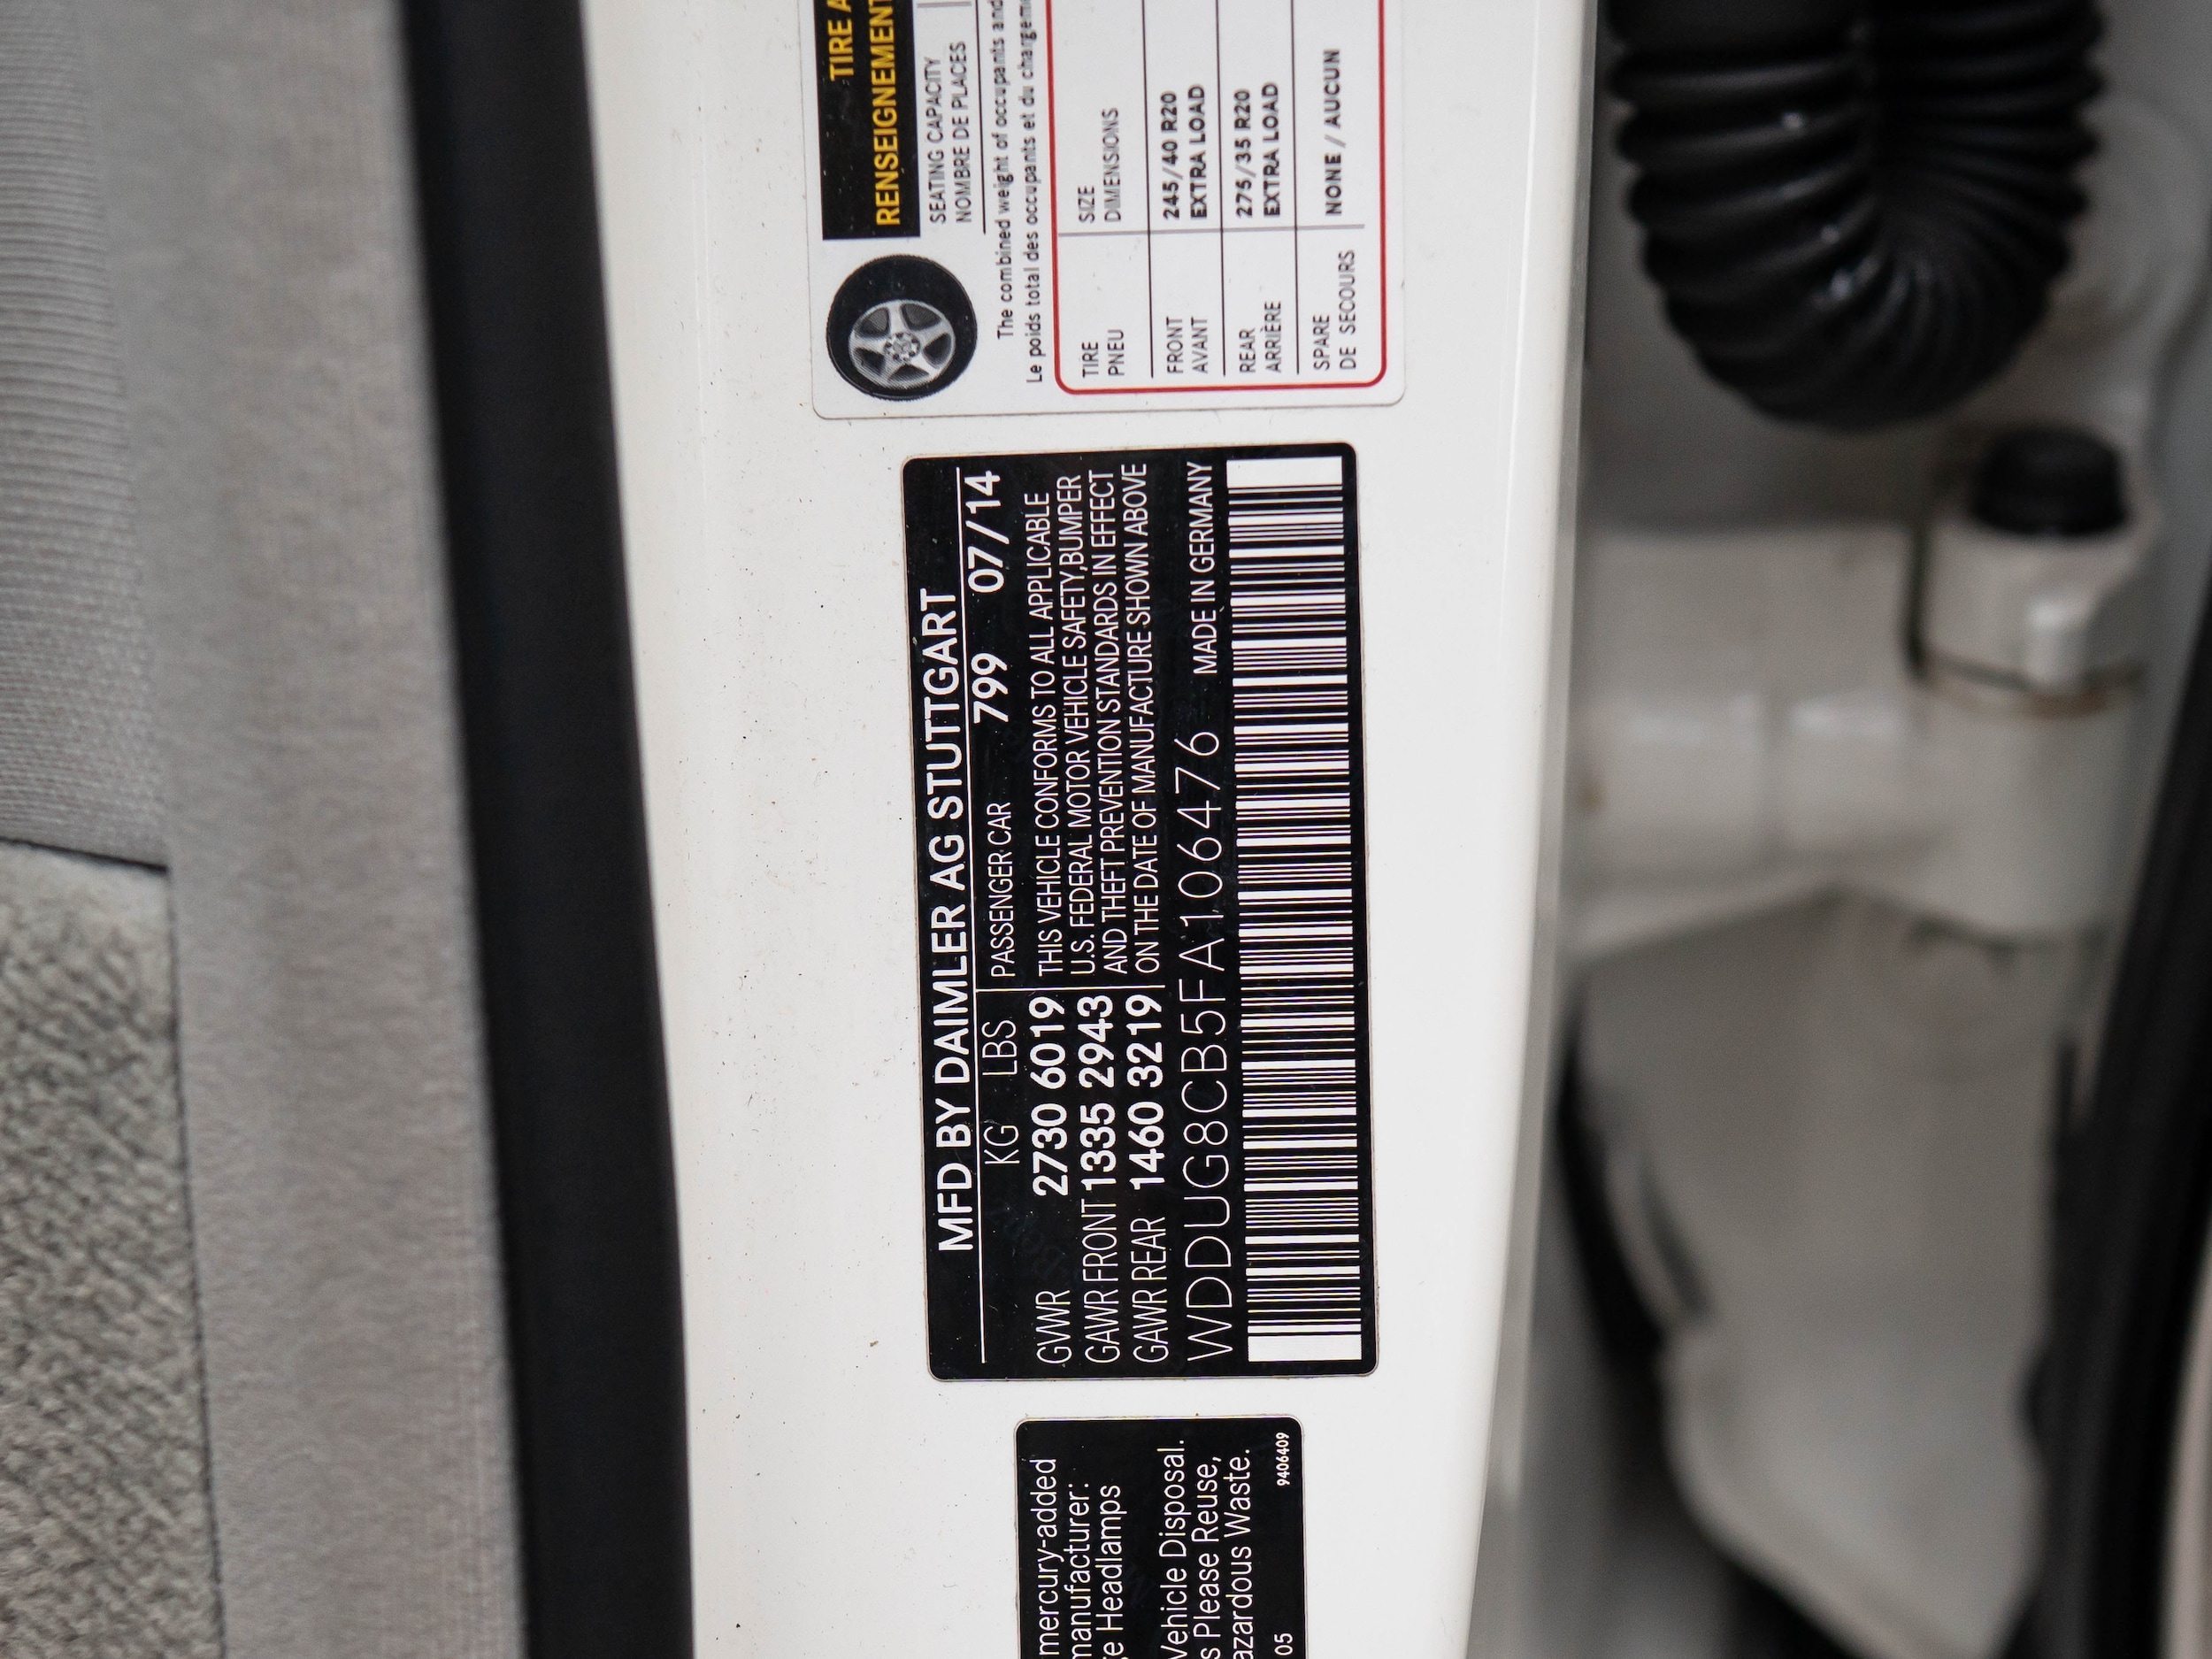 TIRE A
RENSEIGNEMENT
SEATING CAPACITY
NOMBRE DE PLACES
The combined weight of occupants and
Le poids total des occupants et du chargeme
TIRE SIZE
PNEU DIMENSIONS
FRONT 245/40 R20
AVANT EXTRA LOAD
REAR 275/35 R20
ARRIÈRE EXTRA LOAD
SPARE NONE / AUCUN
DE SECOURS
MFD BY DAIMLER AG STUTTGART
KG LBS PASSENGER CAR 799 07/14
GVWR 2730 6019 THIS VEHICLE CONFORMS TO ALL APPLICABLE
GAWR FRONT 1335 2943 U.S. FEDERAL MOTOR VEHICLE SAFETY,BUMPER
AND THEFT PREVENTION STANDARDS IN EFFECT
GAWR REAR 1460 3219 ON THE DATE OF MANUFACTURE SHOWN ABOVE
WDDUG8CB5FA106476 MADE IN GERMANY
mercury-added
manufacturer:
ge Headlamps
Vehicle Disposal.
s Please Reuse,
azardous Waste.
05 9406409